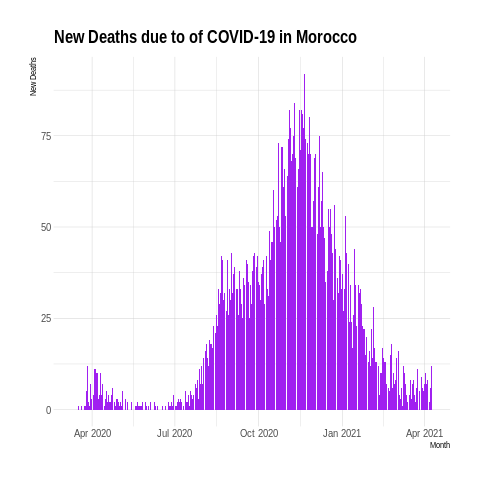 New Deaths due to of COVID-19 in Morocco
New Deaths
75
50
25
0
Apr 2020
Jul 2020
Oct 2020
Jan 2021
Apr 2021
Month